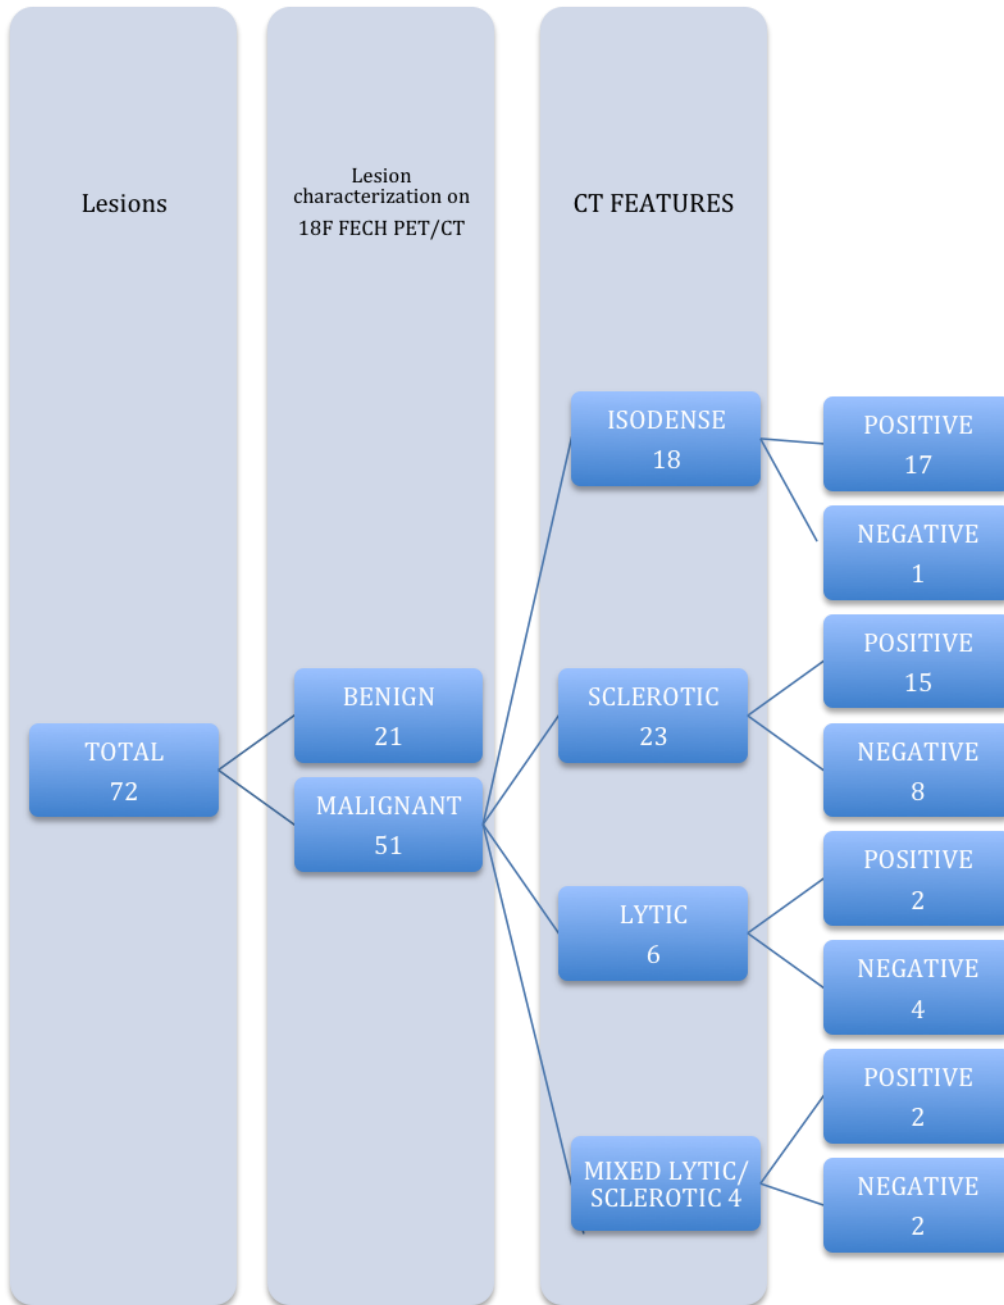 Lesions
Lesion
characterization on
18F FECH PET/CT
CT FEATURES
TOTAL
72
BENIGN
21
MALIGNANT
51
ISODENSE
18
SCLEROTIC
23
LYTIC
6
MIXED LYTIC/
SCLEROTIC 4
POSITIVE
17
NEGATIVE
1
POSITIVE
15
NEGATIVE
8
POSITIVE
2
NEGATIVE
4
POSITIVE
2
NEGATIVE
2